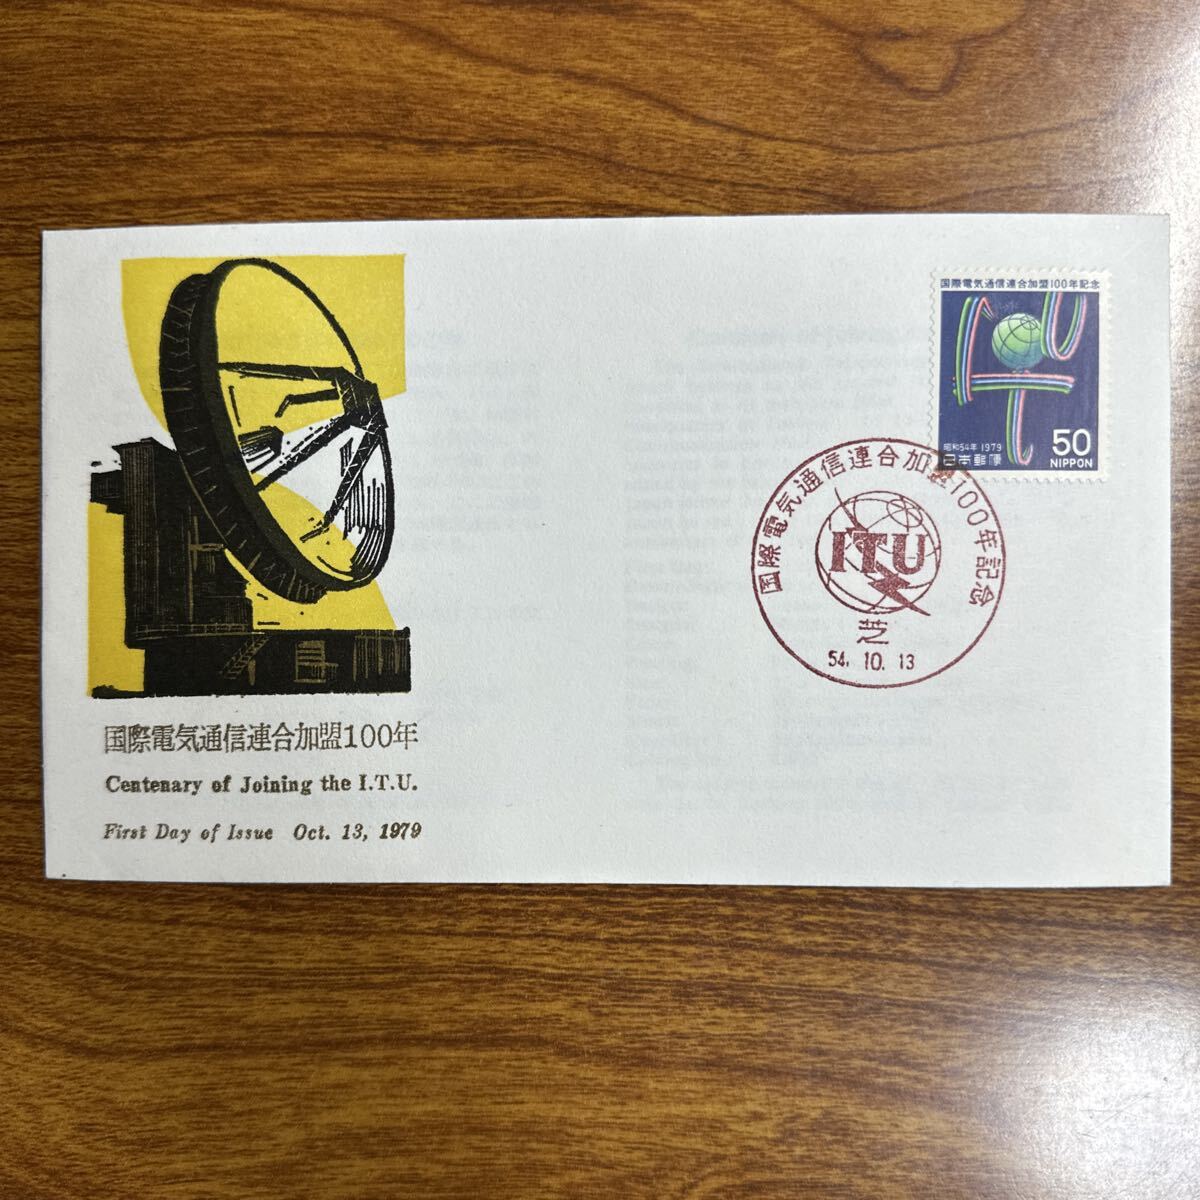 国際電気通信連合加盟100年記念
昭和54年 1979
日本郵便
50
NIPPON
国際電気通信連合加盟100年記念
ITU
芝
54. 10. 13
国際電気通信連合加盟100年
Centenary of Joining the I.T.U.
First Day of Issue Oct. 13, 1979